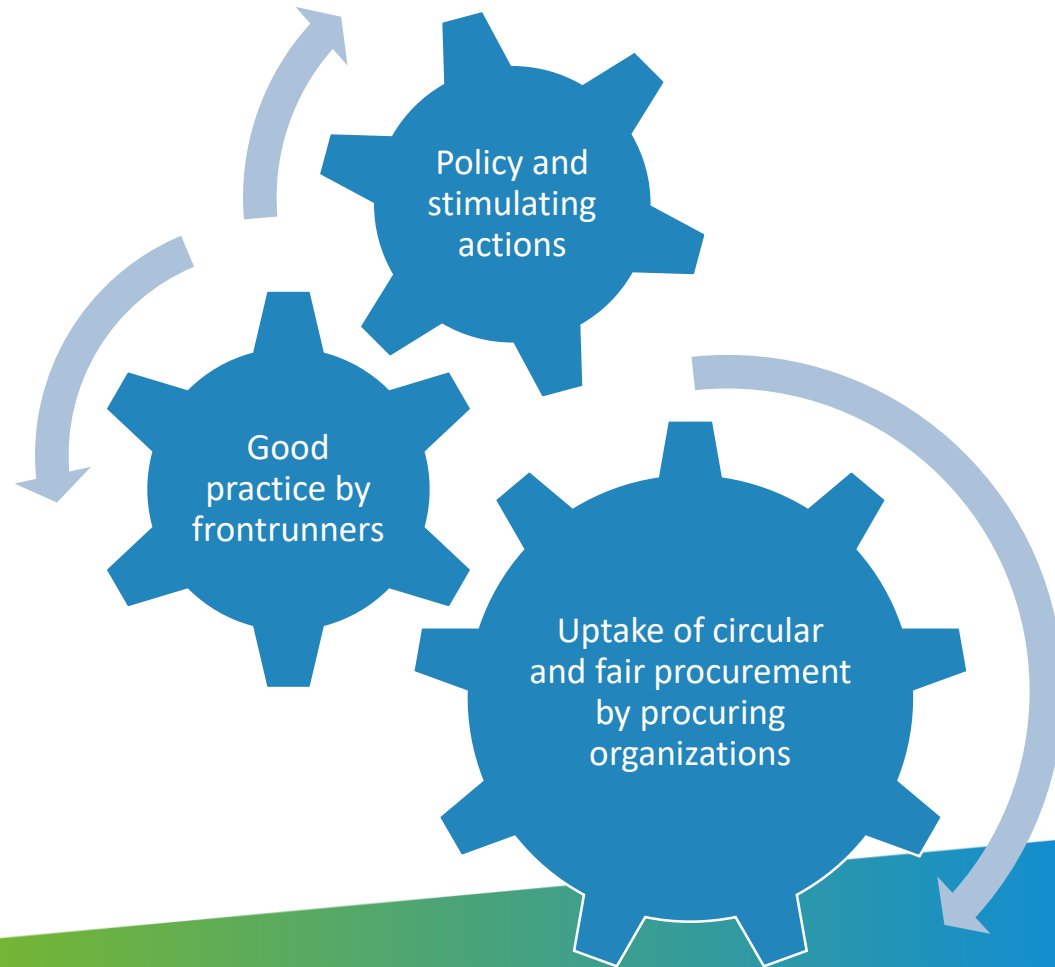 Policy and
stimulating
actions
Good
practice by
frontrunners
Uptake of circular
and fair procurement
by procuring
organizations